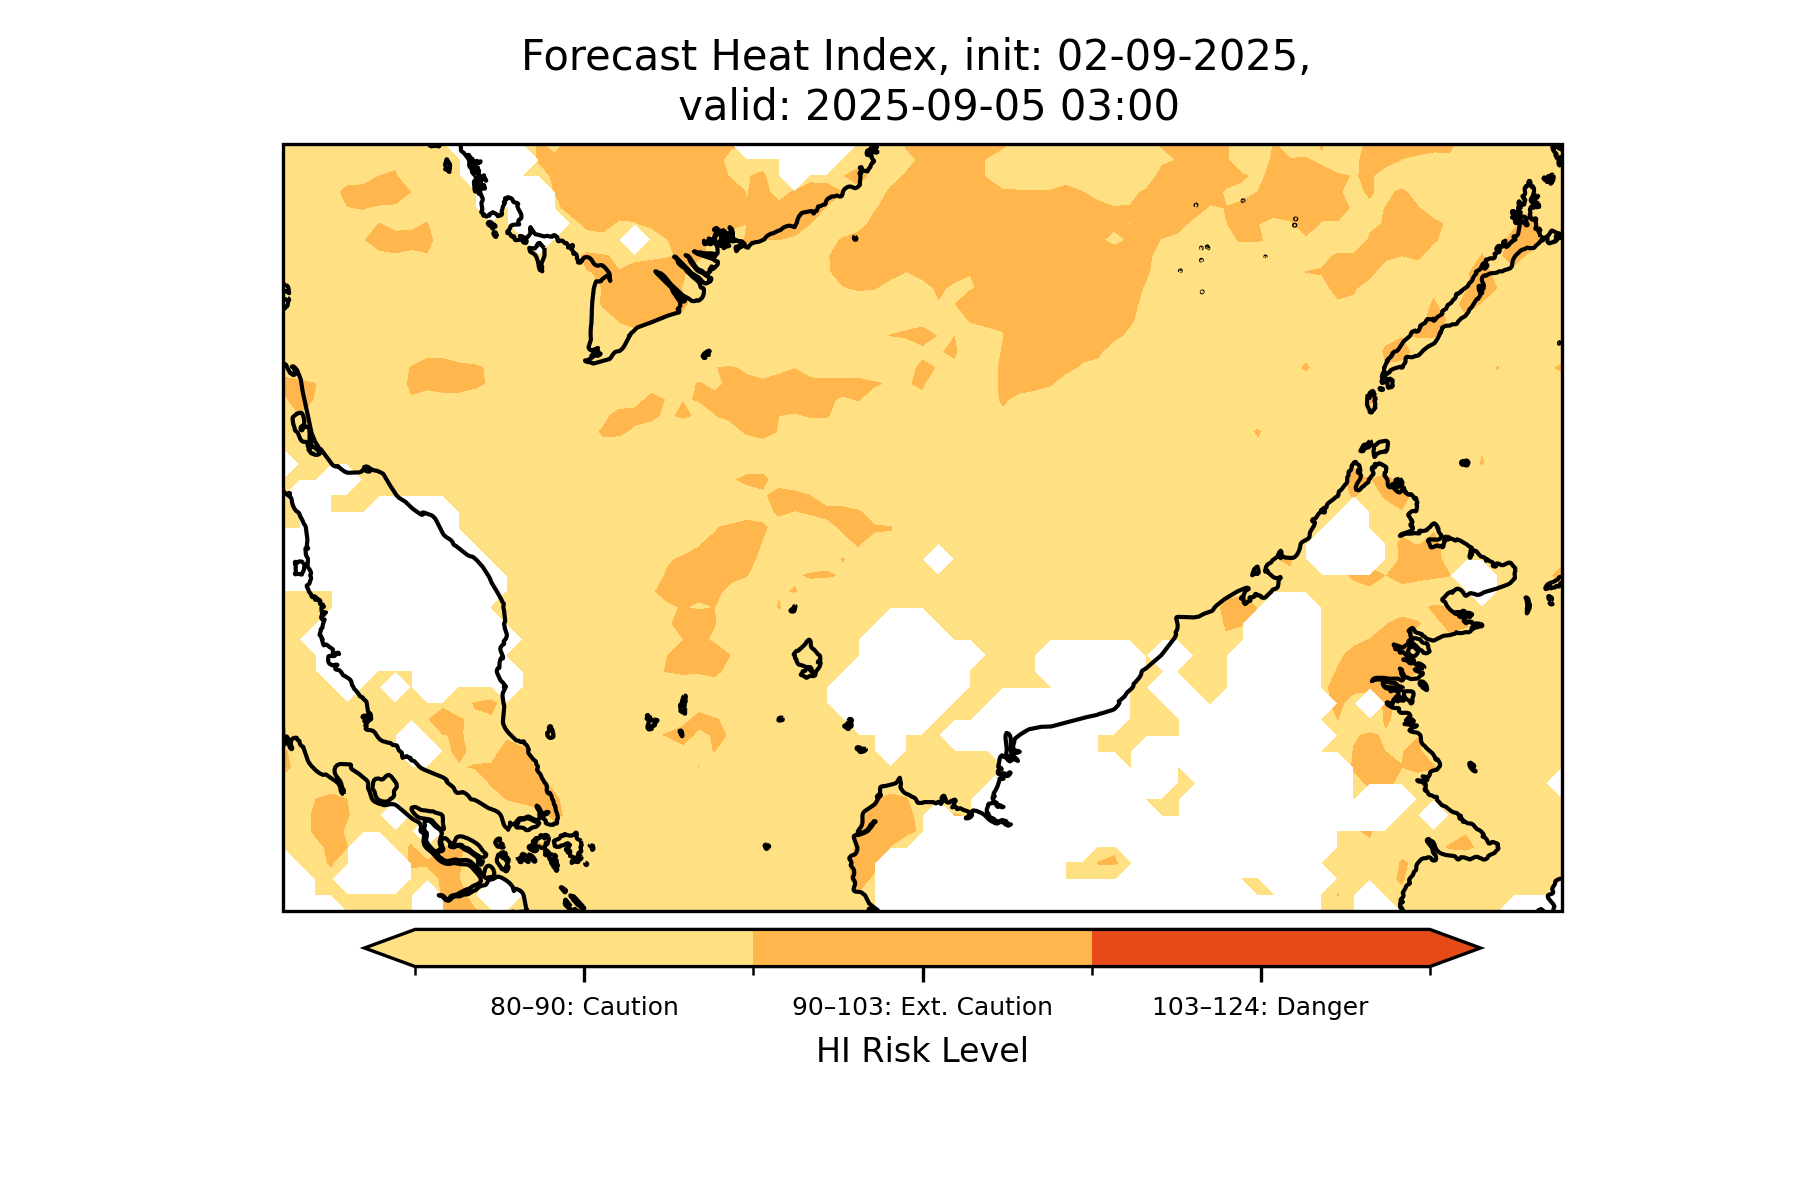 Forecast Heat Index, init: 02-09-2025,
valid: 2025-09-05 03:00
80–90: Caution
90–103: Ext. Caution
103–124: Danger
HI Risk Level